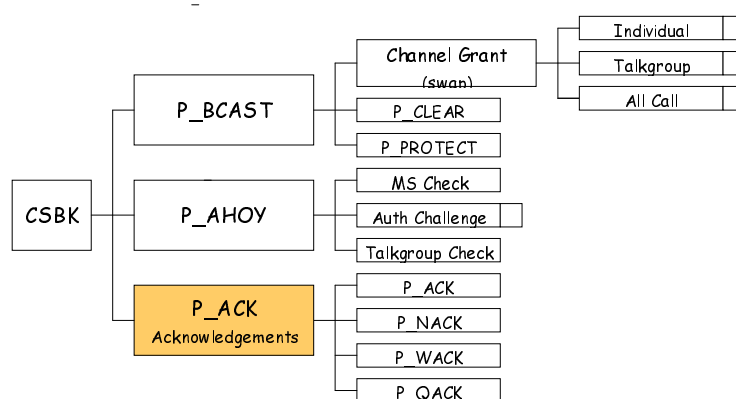 Channel Grant
(swan)
Individual
Talkgroup
All Call
P_BCAST
P_CLEAR
P_PROTECT
CSBK
P_AHOY
MS Check
Auth Challenge
Talkgroup Check
P_ACK
Acknowledgements
P_ACK
P_NACK
P_WACK
P_QACK